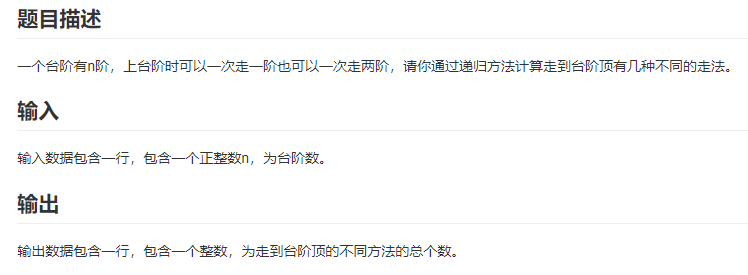 题目描述
一个台阶有n阶，上台阶时可以一次走一阶也可以一次走两阶，请你通过递归方法计算走到台阶顶有几种不同的走法。
输入
输入数据包含一行，包含一个正整数n，为台阶数。
输出
输出数据包含一行，包含一个整数，为走到台阶顶的不同方法的总个数。